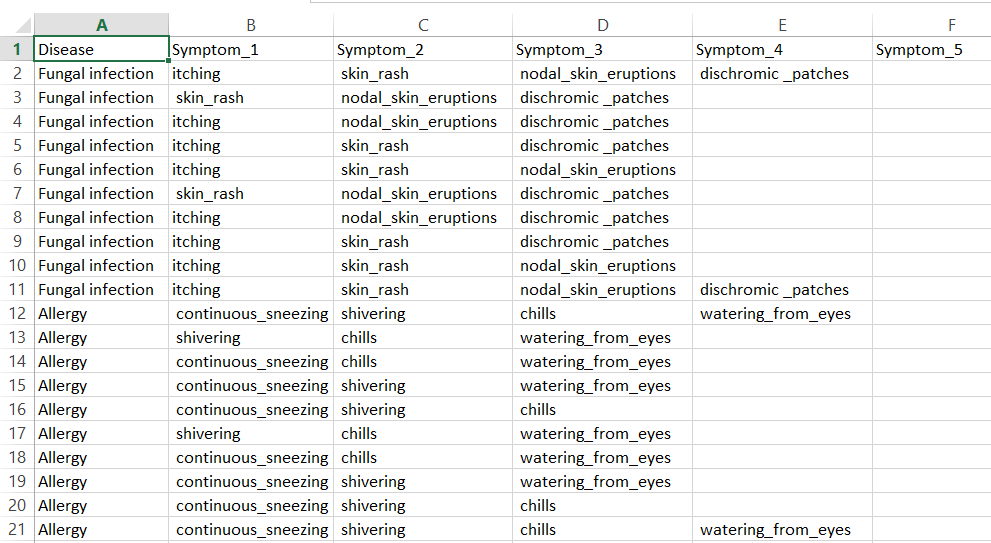 A B C D E F
1 Disease Symptom_1 Symptom_2 Symptom_3 Symptom_4 Symptom_5
2 Fungal infection itching skin_rash nodal_skin_eruptions dischromic _patches
3 Fungal infection skin_rash nodal_skin_eruptions dischromic _patches
4 Fungal infection itching nodal_skin_eruptions dischromic _patches
5 Fungal infection itching skin_rash dischromic _patches
6 Fungal infection itching skin_rash nodal_skin_eruptions
7 Fungal infection skin_rash nodal_skin_eruptions dischromic _patches
8 Fungal infection itching nodal_skin_eruptions dischromic _patches
9 Fungal infection itching skin_rash dischromic _patches
10 Fungal infection itching skin_rash nodal_skin_eruptions
11 Fungal infection itching skin_rash nodal_skin_eruptions dischromic _patches
12 Allergy continuous_sneezing shivering chills watering_from_eyes
13 Allergy shivering chills watering_from_eyes
14 Allergy continuous_sneezing chills watering_from_eyes
15 Allergy continuous_sneezing shivering watering_from_eyes
16 Allergy continuous_sneezing shivering chills
17 Allergy shivering chills watering_from_eyes
18 Allergy continuous_sneezing chills watering_from_eyes
19 Allergy continuous_sneezing shivering watering_from_eyes
20 Allergy continuous_sneezing shivering chills
21 Allergy continuous_sneezing shivering chills watering_from_eyes